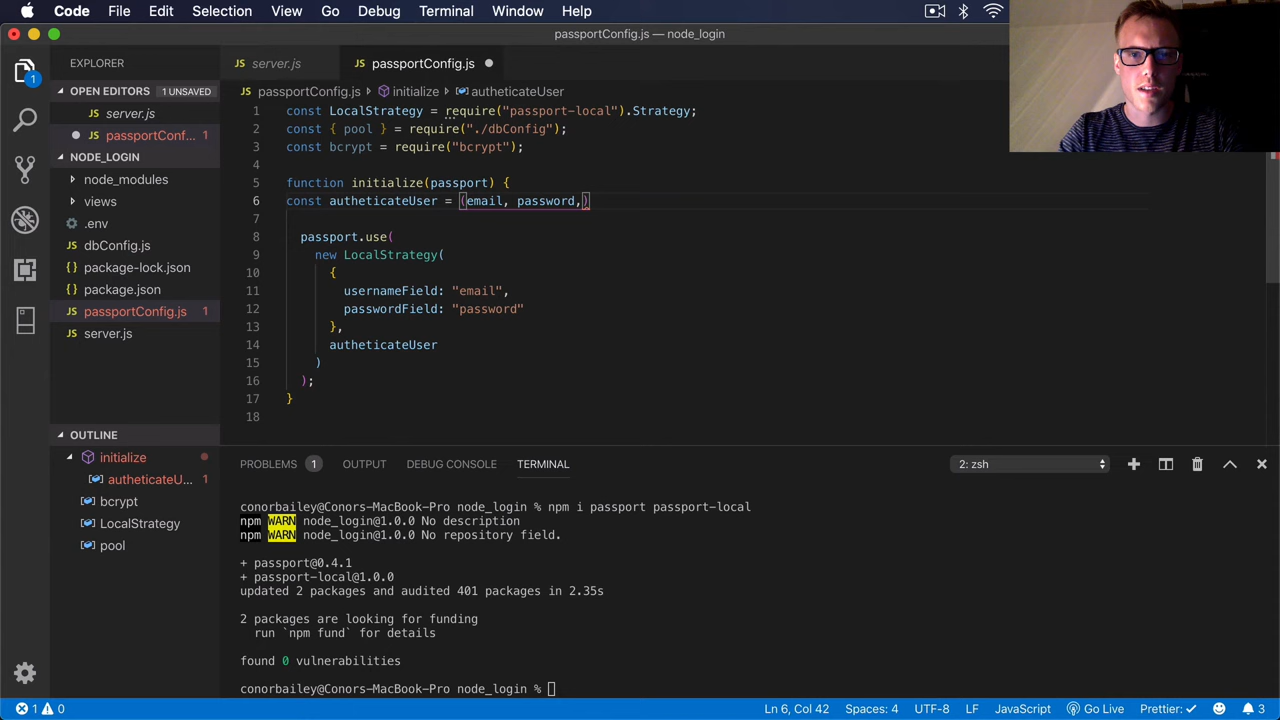 Code File Edit Selection View Go Debug Terminal Window Help
passportConfig.js — node_login
EXPLORER
server.js
passportConfig.js
passportConfig.js > initialize > autheticateUser
OPEN EDITORS 1 UNSAVED
server.js
passportConf... 1
NODE_LOGIN
node_modules
views
.env
dbConfig.js
package-lock.json
package.json
passportConfig.js 1
server.js
1 const LocalStrategy = require("passport-local").Strategy;
2 const { pool } = require("./dbConfig");
3 const bcrypt = require("bcrypt");
4
5 function initialize(passport) {
6 const autheticateUser = (email, password,)
7
8 passport.use(
9 new LocalStrategy(
10 {
11 usernameField: "email",
12 passwordField: "password"
13 },
14 autheticateUser
15 )
16 );
17 }
18
OUTLINE
initialize
autheticateU... 1
bcrypt
LocalStrategy
pool
PROBLEMS 1 OUTPUT DEBUG CONSOLE TERMINAL 2: zsh
conorbailey@Conors-MacBook-Pro node_login % npm i passport passport-local
npm WARN node_login@1.0.0 No description
npm WARN node_login@1.0.0 No repository field.
+ passport@0.4.1
+ passport-local@1.0.0
updated 2 packages and audited 401 packages in 2.35s
2 packages are looking for funding
run `npm fund` for details
found 0 vulnerabilities
conorbailey@Conors-MacBook-Pro node_login %
1 0 Ln 6, Col 42 Spaces: 4 UTF-8 LF JavaScript Go Live Prettier: ✓ 3
1